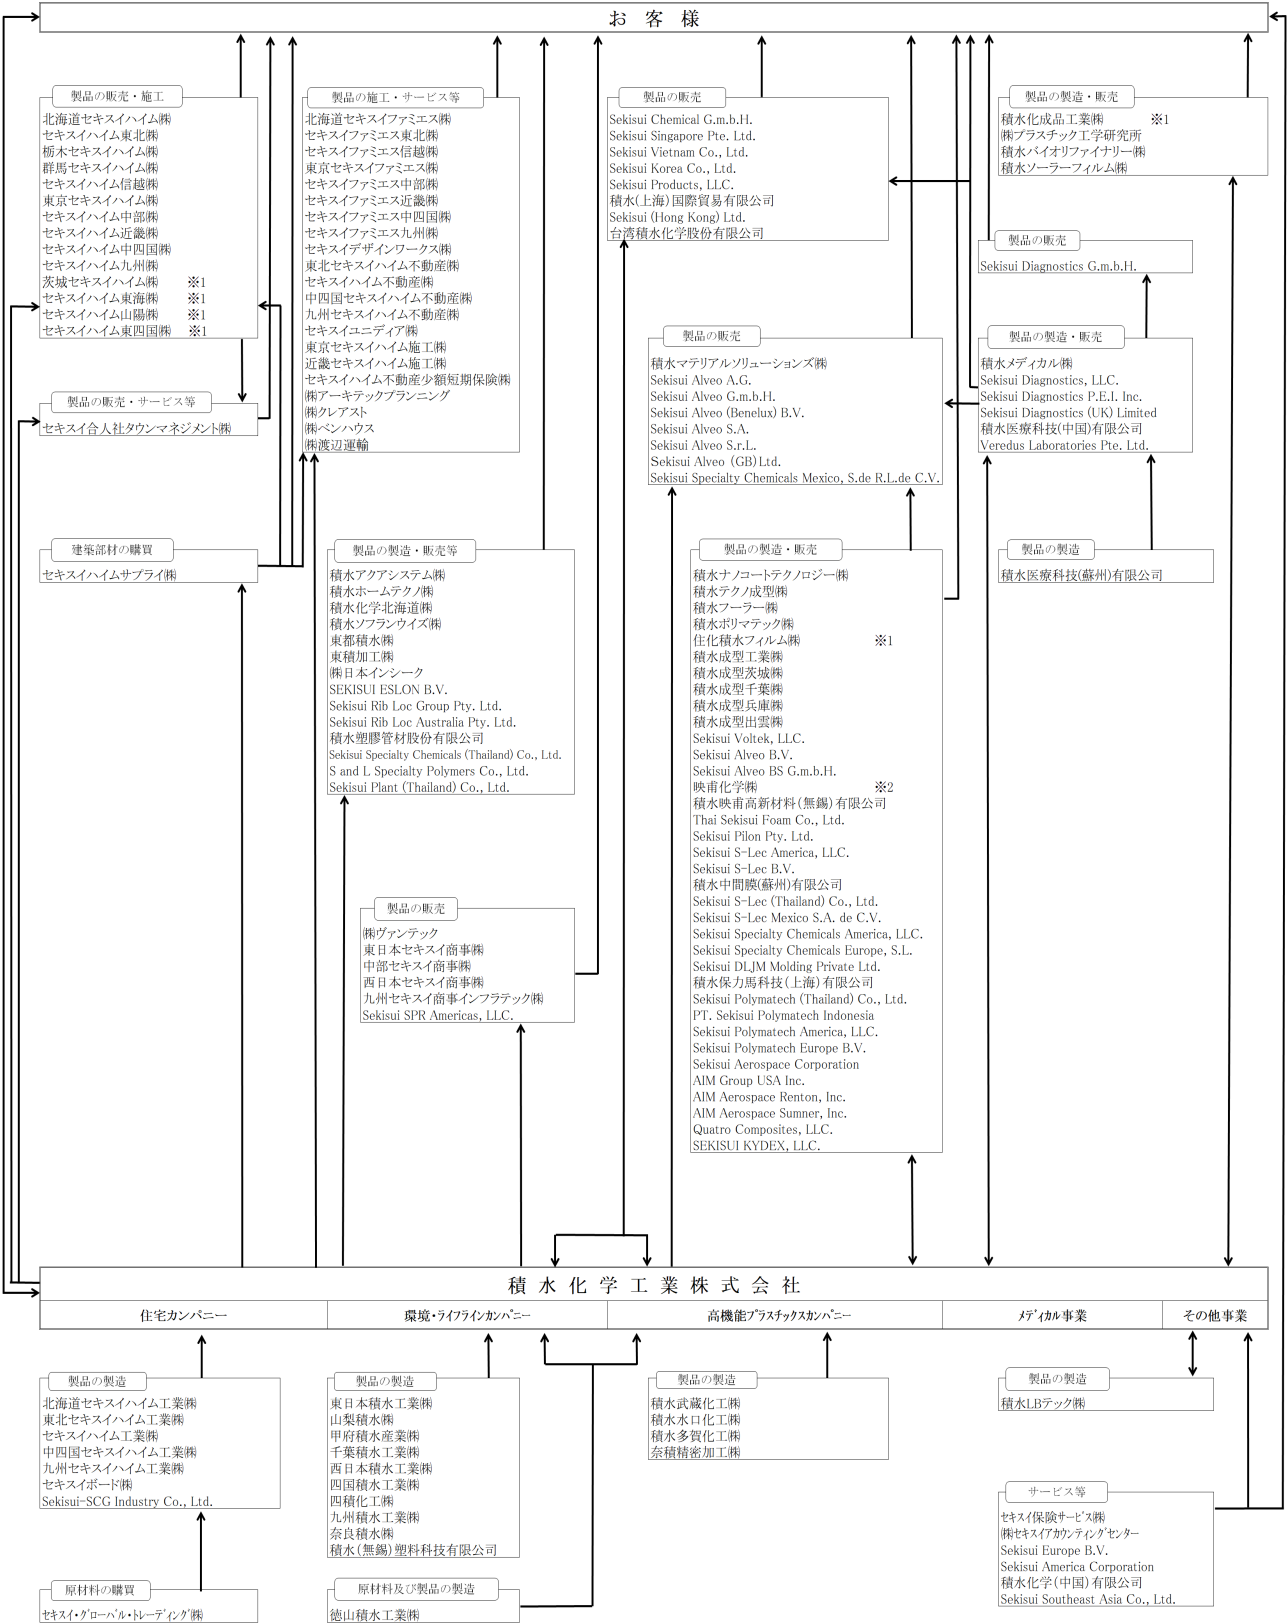 お 客 様
製品の販売・施工
北海道セキスイハイム㈱
セキスイハイム東北㈱
栃木セキスイハイム㈱
群馬セキスイハイム㈱
セキスイハイム信越㈱
東京セキスイハイム㈱
セキスイハイム中部㈱
セキスイハイム近畿㈱
セキスイハイム中四国㈱
セキスイハイム九州㈱
茨城セキスイハイム㈱ ※1
セキスイハイム東海㈱ ※1
セキスイハイム山陽㈱ ※1
セキスイハイム東四国㈱ ※1
製品の販売・サービス等
セキスイ合人社タウンマネジメント㈱
建築部材の購買
セキスイハイムサプライ㈱
製品の施工・サービス等
北海道セキスイファミエス㈱
セキスイファミエス東北㈱
セキスイファミエス信越㈱
東京セキスイファミエス㈱
セキスイファミエス中部㈱
セキスイファミエス近畿㈱
セキスイファミエス中四国㈱
セキスイファミエス九州㈱
セキスイデザインワークス㈱
東北セキスイハイム不動産㈱
セキスイハイム不動産㈱
中四国セキスイハイム不動産㈱
九州セキスイハイム不動産㈱
セキスイユニディア㈱
東京セキスイハイム施工㈱
近畿セキスイハイム施工㈱
セキスイハイム不動産少額短期保険㈱
㈱アーキテックプランニング
㈱クレアスト
㈱ベンハウス
㈱渡辺運輸
製品の製造・販売等
積水アクアシステム㈱
積水ホームテクノ㈱
積水化学北海道㈱
積水ソフランウイズ㈱
東都積水㈱
東積加工㈱
㈱日本インシーク
SEKISUI ESLON B.V.
Sekisui Rib Loc Group Pty. Ltd.
Sekisui Rib Loc Australia Pty. Ltd.
積水塑膠管材股份有限公司
Sekisui Specialty Chemicals (Thailand) Co., Ltd.
S and L Specialty Polymers Co., Ltd.
Sekisui Plant (Thailand) Co., Ltd.
製品の販売
㈱ヴァンテック
東日本セキスイ商事㈱
中部セキスイ商事㈱
西日本セキスイ商事㈱
九州セキスイ商事インフラテック㈱
Sekisui SPR Americas, LLC.
製品の販売
Sekisui Chemical G.m.b.H.
Sekisui Singapore Pte. Ltd.
Sekisui Vietnam Co., Ltd.
Sekisui Korea Co., Ltd.
Sekisui Products, LLC.
積水(上海)国際貿易有限公司
Sekisui (Hong Kong) Ltd.
台湾積水化学股份有限公司
製品の販売
積水マテリアルソリューションズ㈱
Sekisui Alveo A.G.
Sekisui Alveo G.m.b.H.
Sekisui Alveo (Benelux) B.V.
Sekisui Alveo S.A.
Sekisui Alveo S.r.L.
Sekisui Alveo (GB)Ltd.
Sekisui Specialty Chemicals Mexico, S.de R.L.de C.V.
製品の製造・販売
積水ナノコートテクノロジー㈱
積水テクノ成型㈱
積水フーラー㈱
積水ポリマテック㈱
住化積水フィルム㈱ ※1
積水成型工業㈱
積水成型茨城㈱
積水成型千葉㈱
積水成型兵庫㈱
積水成型出雲㈱
Sekisui Voltek, LLC.
Sekisui Alveo B.V.
Sekisui Alveo BS G.m.b.H.
映甫化学㈱ ※2
積水映甫高新材料(無錫)有限公司
Thai Sekisui Foam Co., Ltd.
Sekisui Pilon Pty. Ltd.
Sekisui S-Lec America, LLC.
Sekisui S-Lec B.V.
積水中間膜(蘇州)有限公司
Sekisui S-Lec (Thailand) Co., Ltd.
Sekisui S-Lec Mexico S.A. de C.V.
Sekisui Specialty Chemicals America, LLC.
Sekisui Specialty Chemicals Europe, S.L.
Sekisui DLJM Molding Private Ltd.
積水保力馬科技(上海)有限公司
Sekisui Polymatech (Thailand) Co., Ltd.
PT. Sekisui Polymatech Indonesia
Sekisui Polymatech America, LLC.
Sekisui Polymatech Europe B.V.
Sekisui Aerospace Corporation
AIM Group USA Inc.
AIM Aerospace Renton, Inc.
AIM Aerospace Sumner, Inc.
Quatro Composites, LLC.
SEKISUI KYDEX, LLC.
製品の製造・販売
積水化成品工業㈱ ※1
㈱プラスチック工学研究所
積水バイオリファイナリー㈱
積水ソーラーフィルム㈱
製品の販売
Sekisui Diagnostics G.m.b.H.
製品の製造・販売
積水メディカル㈱
Sekisui Diagnostics, LLC.
Sekisui Diagnostics P.E.I. Inc.
Sekisui Diagnostics (UK) Limited
積水医療科技(中国)有限公司
Veredus Laboratories Pte. Ltd.
製品の製造
積水医療科技(蘇州)有限公司
積 水 化 学 工 業 株 式 会 社
住宅カンパニー
環境・ライフラインカンパニー
高機能プラスチックスカンパニー
メディカル事業
その他事業
製品の製造
北海道セキスイハイム工業㈱
東北セキスイハイム工業㈱
セキスイハイム工業㈱
中四国セキスイハイム工業㈱
九州セキスイハイム工業㈱
セキスイボード㈱
Sekisui-SCG Industry Co., Ltd.
原材料の購買
セキスイ・グローバル・トレーディング㈱
製品の製造
東日本積水工業㈱
山梨積水㈱
甲府積水産業㈱
千葉積水工業㈱
西日本積水工業㈱
四国積水工業㈱
四積化工㈱
九州積水工業㈱
奈良積水㈱
積水(無錫)塑料科技有限公司
原材料及び製品の製造
徳山積水工業㈱
製品の製造
積水武蔵化工㈱
積水水口化工㈱
積水多賀化工㈱
奈積精密加工㈱
製品の製造
積水LBテック㈱
サービス等
セキスイ保険サービス㈱
㈱セキスイアカウンティングセンター
Sekisui Europe B.V.
Sekisui America Corporation
積水化学(中国)有限公司
Sekisui Southeast Asia Co., Ltd.